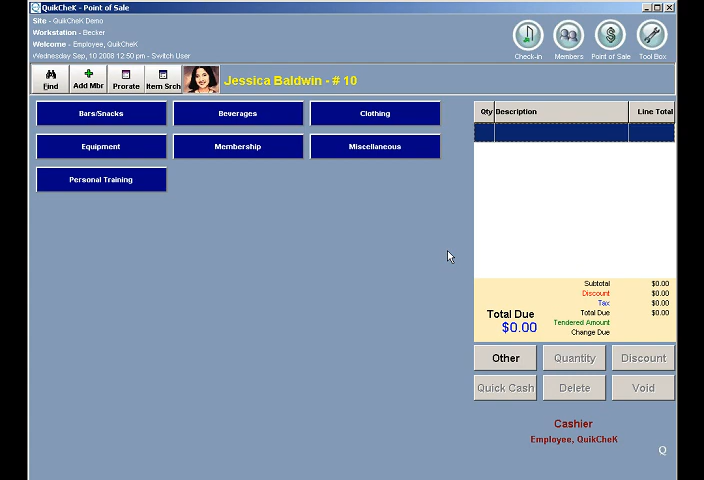 QuikCheK - Point of Sale
Site - QuikCheK Demo
Workstation - Becker
Welcome - Employee, QuikCheK
Wednesday Sep, 10 2008 12:50 pm - Switch User
Check-in Members Point of Sale Tool Box
Find Add Mbr Prorate Item Srch Jessica Baldwin - # 10
Bars/Snacks Beverages Clothing
Equipment Membership Miscellaneous
Personal Training
Qty Description Line Total
Subtotal $0.00
Discount $0.00
Tax $0.00
Total Due $0.00
Tendered Amount
Change Due
Total Due
$0.00
Other Quantity Discount
Quick Cash Delete Void
Cashier
Employee, QuikCheK
Q